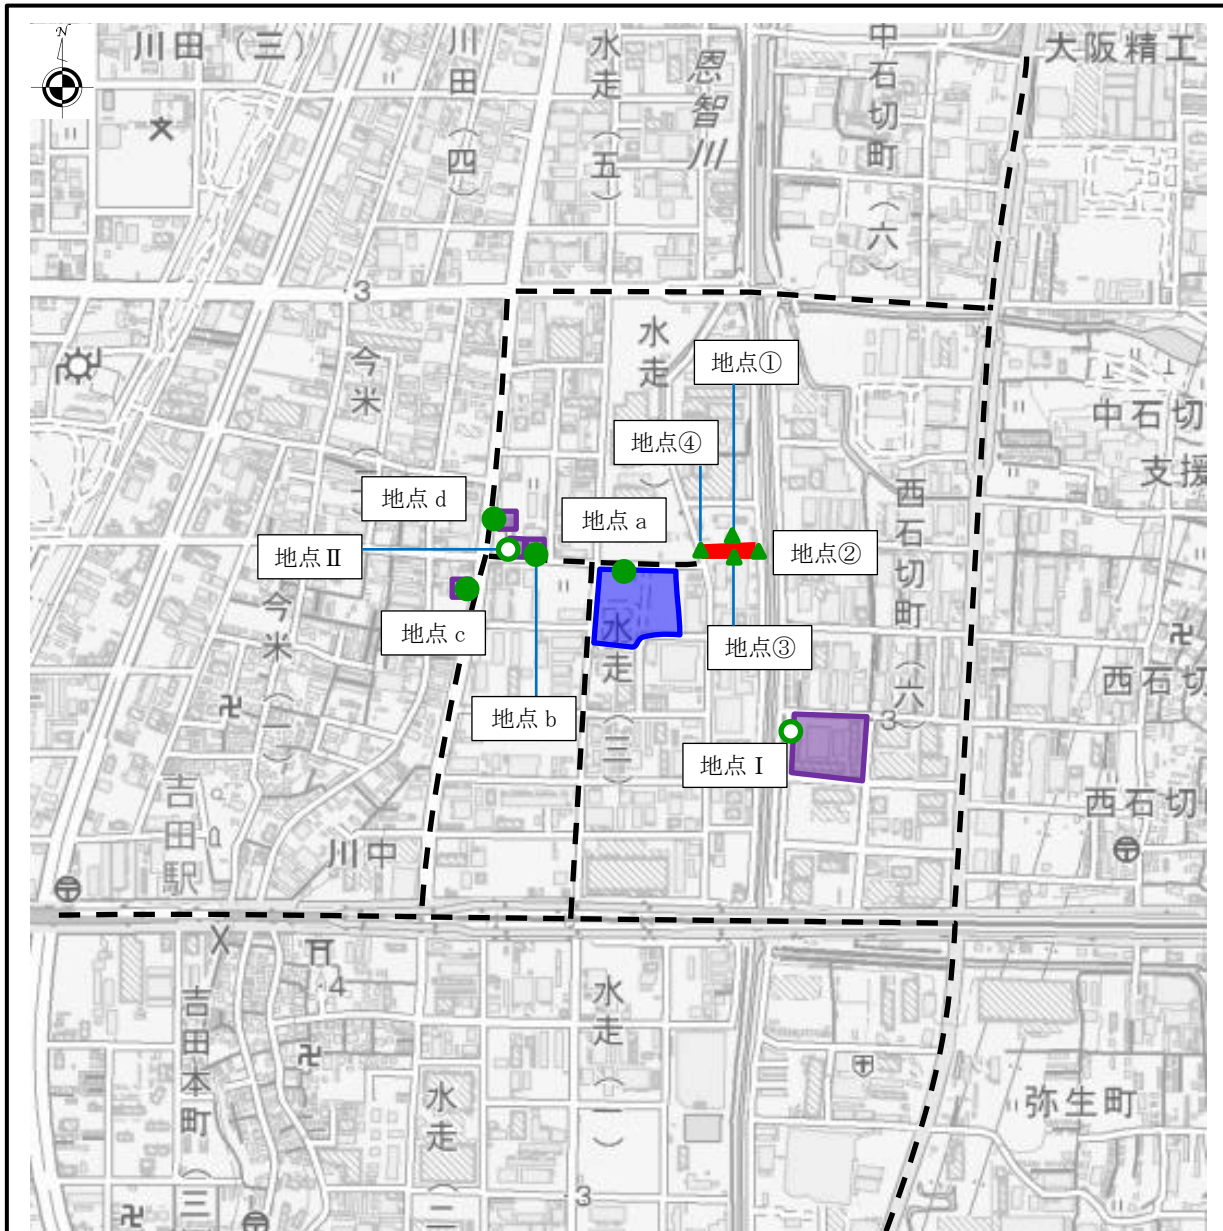 N
川田（三）
川田（四）
水走（五）
恩智川
中石切町（六）
大阪精工
3
今米（二）
水走（
地点①
地点④
中石切
支援
地点d
地点a
地点Ⅱ
地点②
西石切町（六）
地点c
地点③
今米（一）
水走（三）
西石切
地点b
3
地点Ⅰ
吉田駅
川中
西石切
4
吉田本町（三
水走（二
水走（一）
3
弥生町